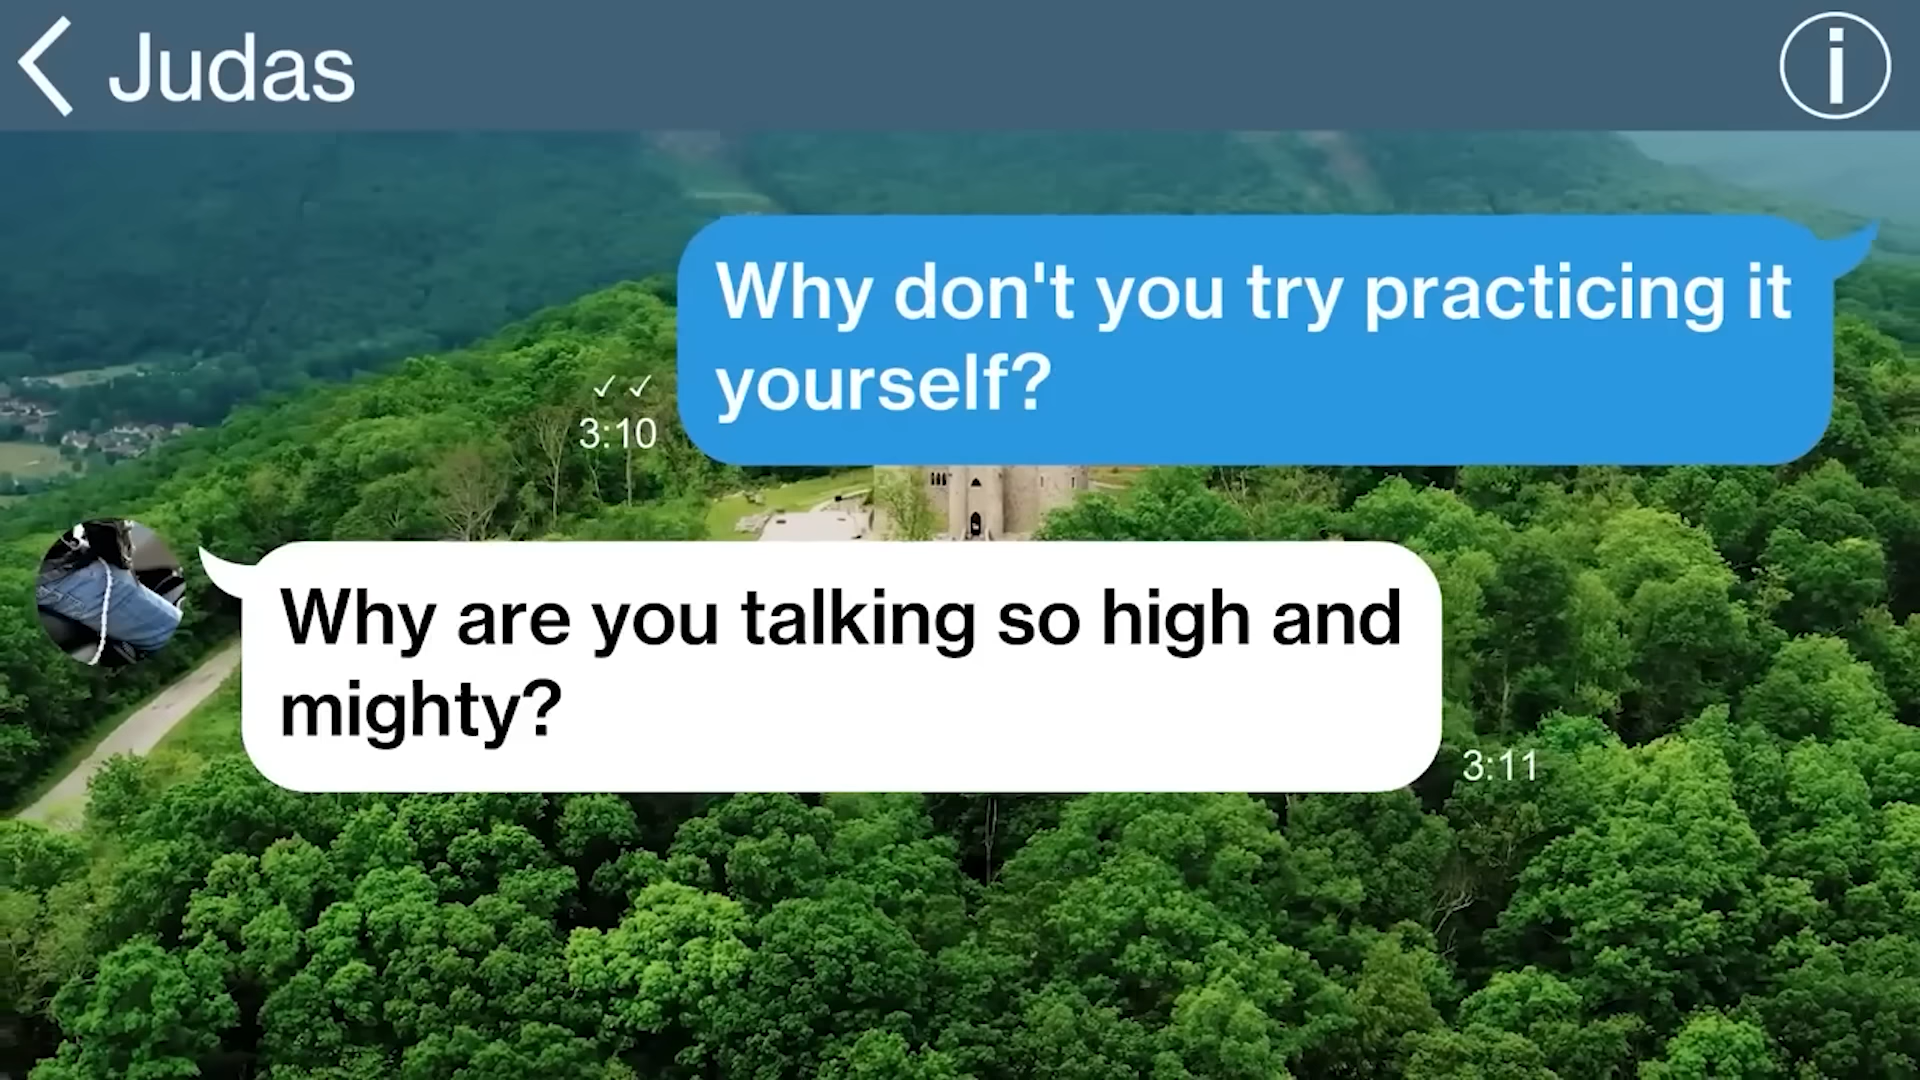 Judas
i
Why don't you try practicing it
yourself?
✓ ✓
3:10
Why are you talking so high and
mighty?
3:11